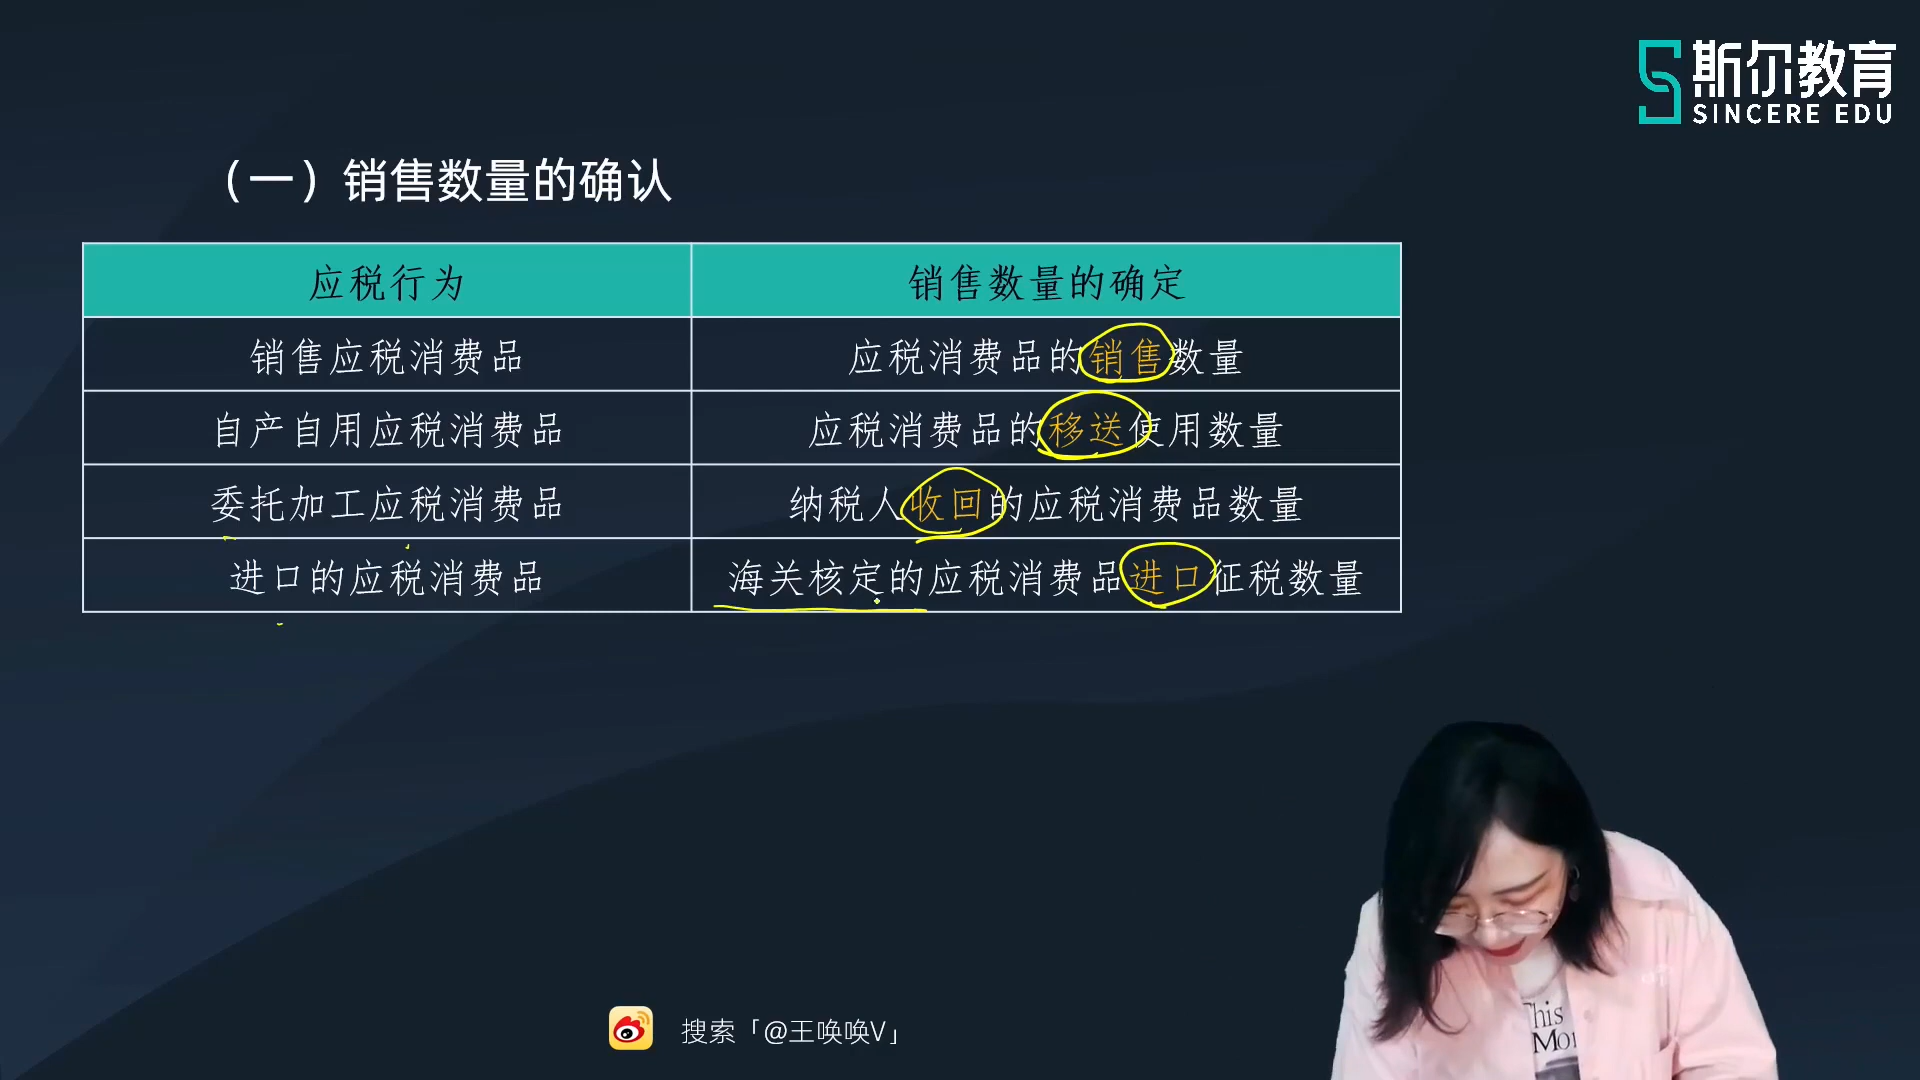 斯尔教育
SINCERE EDU
（一）销售数量的确认
应税行为
销售数量的确定
销售应税消费品
应税消费品的销售数量
自产自用应税消费品
应税消费品的移送使用数量
委托加工应税消费品
纳税人收回的应税消费品数量
进口的应税消费品
海关核定的应税消费品进口征税数量
搜索「@王唤唤V」
This